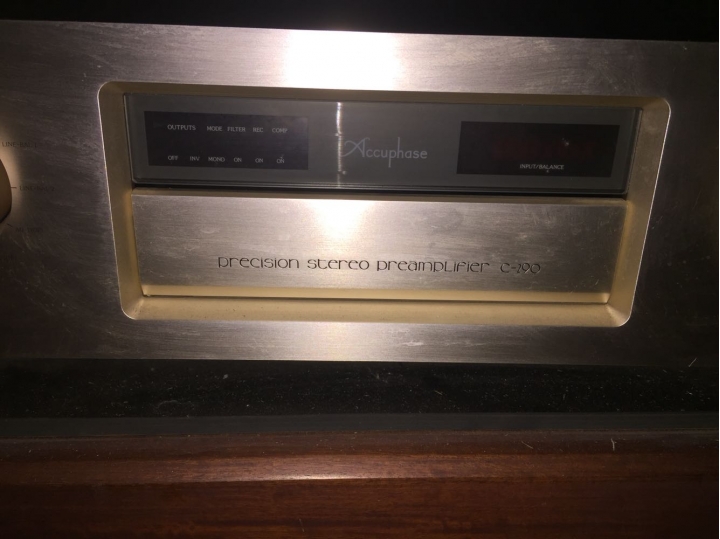 OUTPUTS MODE FILTER REC COMP
OFF INV MONO ON ON ON
Accuphase
INPUT/BALANCE
precision stereo preamplifier C-290